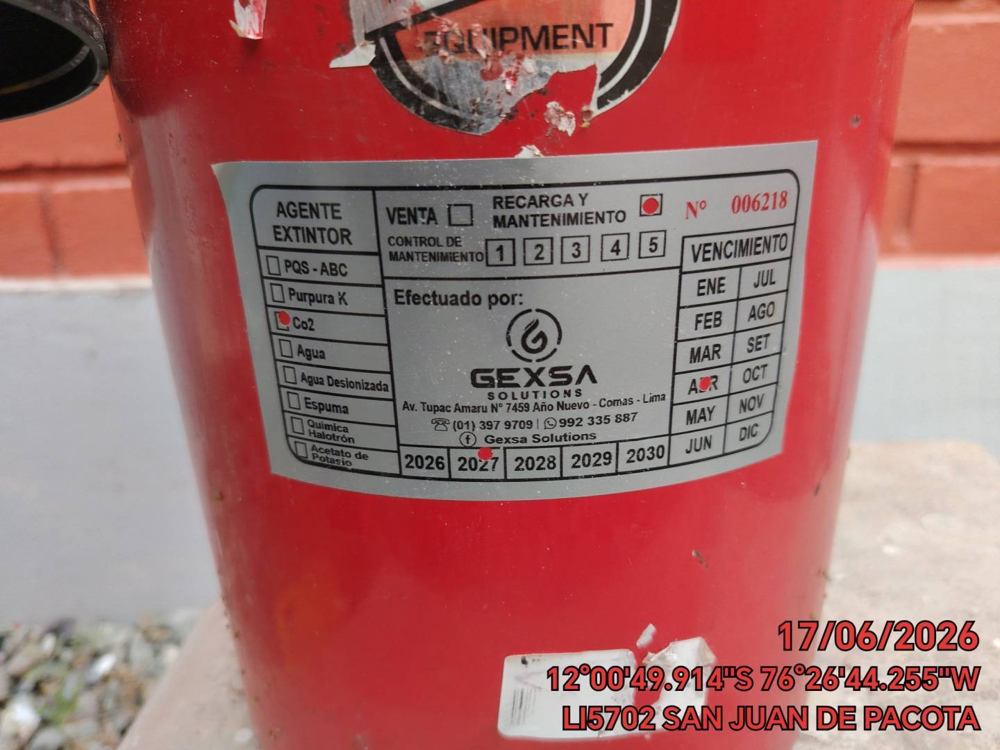 EQUIPMENT
AGENTE
EXTINTOR
PQS - ABC
Purpura K
Co2
Agua
Agua Desionizada
Espuma
Quimica
Halotrón
Acetato de
Potasio
VENTA
RECARGA Y
MANTENIMIENTO
Nº 006218
CONTROL DE
MANTENIMIENTO 1 2 3 4 5
Efectuado por:
GEXSA
SOLUTIONS
Av. Tupac Amaru N° 7459 Año Nuevo - Comas - Lima
(01) 397 9709 | 992 335 887
Gexsa Solutions
2026 2027 2028 2029 2030
VENCIMIENTO
ENE JUL
FEB AGO
MAR SET
ABR OCT
MAY NOV
JUN DIC
17/06/2026
12°00'49.914"S 76°26'44.255"W
LI5702 SAN JUAN DE PACOTA